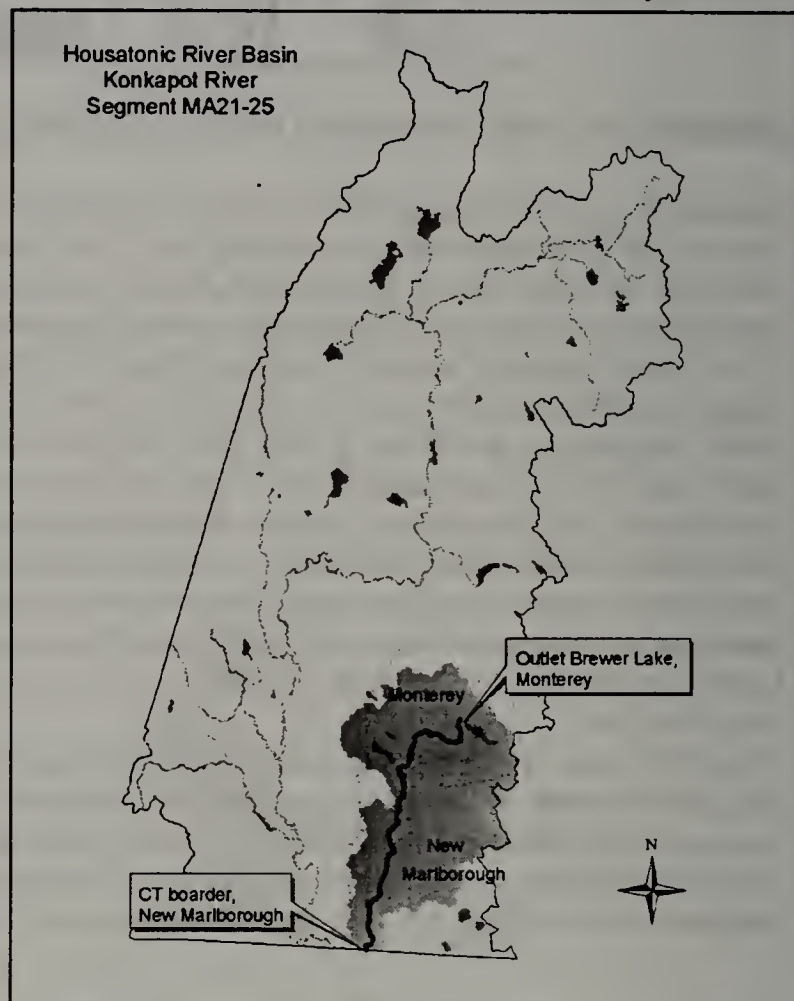 Housatonic River Basin
Konkapot River
Segment MA21-25
Outlet Brewer Lake,
Monterey
Monterey
New
Marlborough
N
CT boarder,
New Marlborough